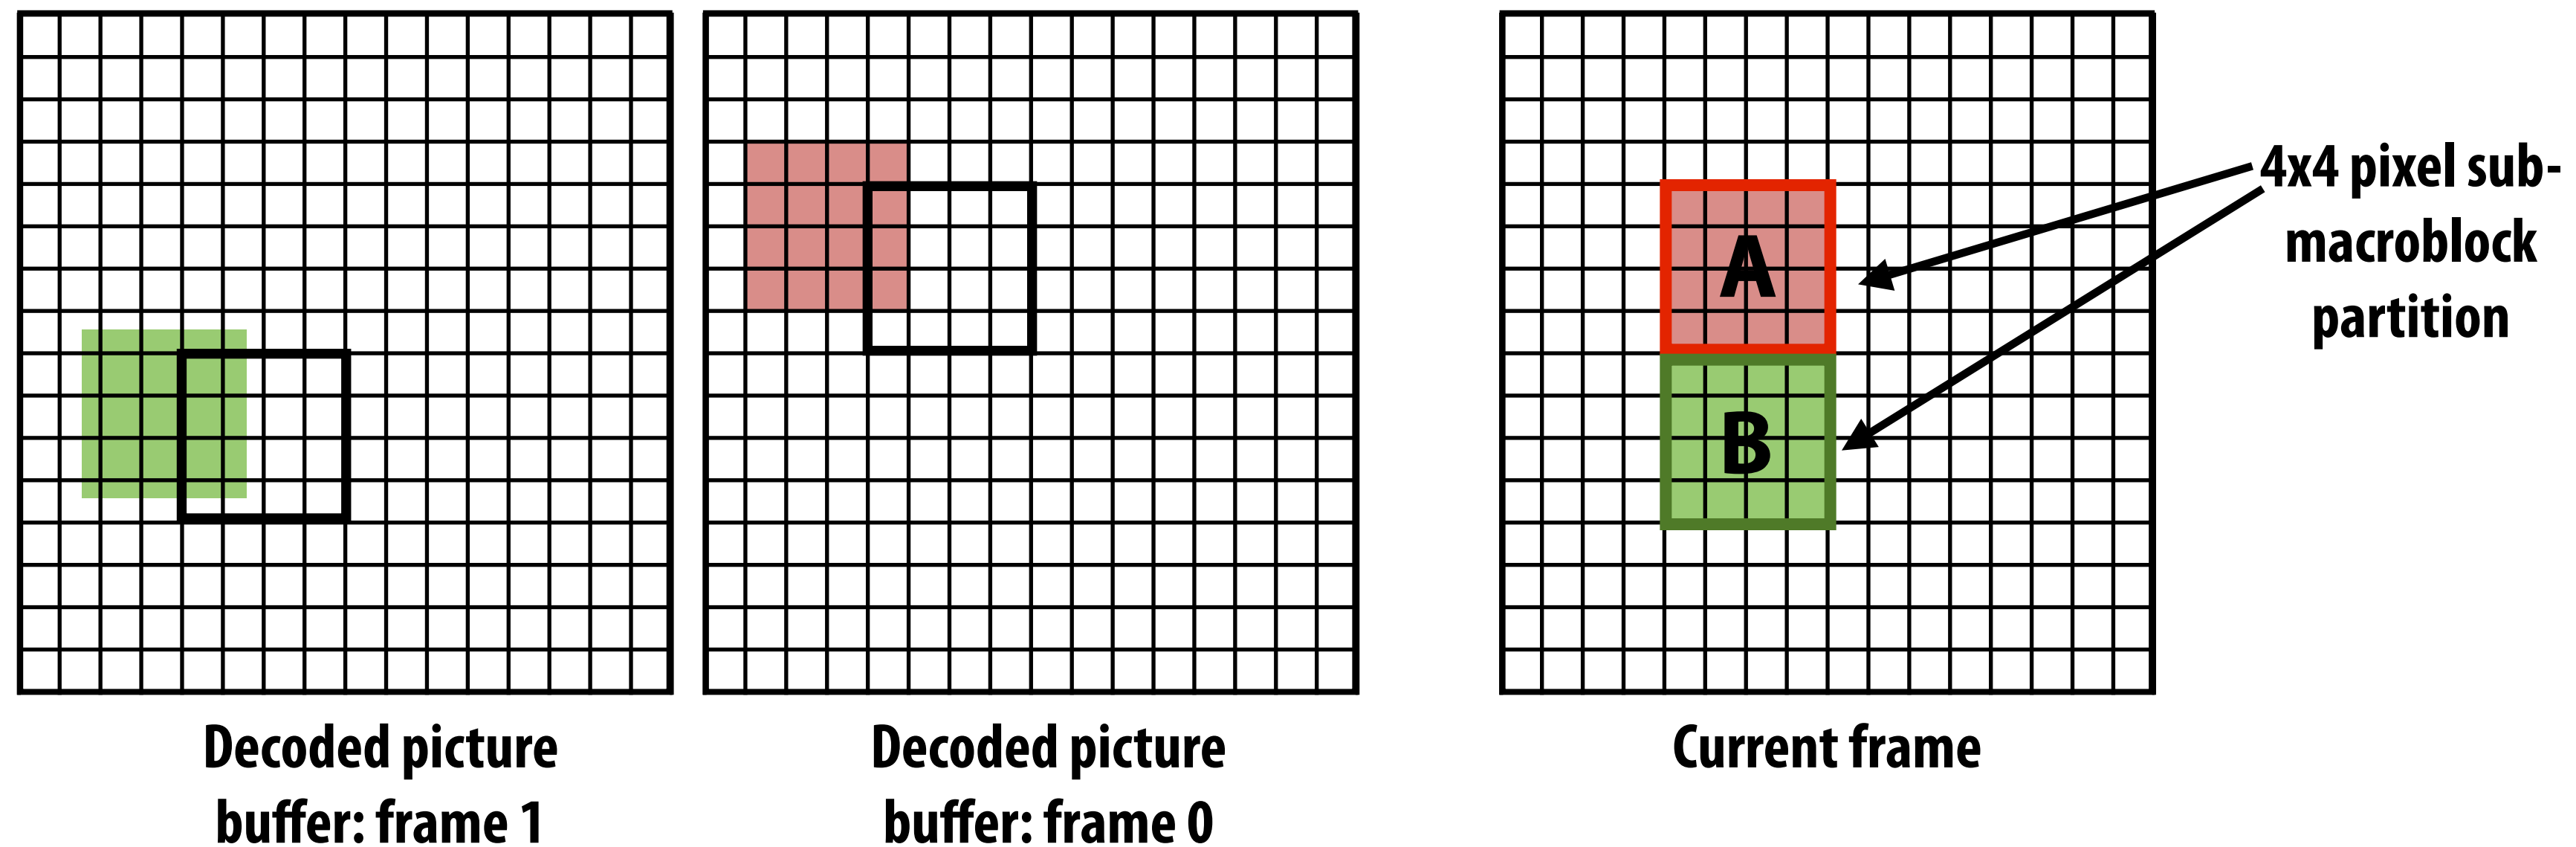 A
B
4x4 pixel sub-
macroblock
partition
Decoded picture
buffer: frame 1
Decoded picture
buffer: frame 0
Current frame